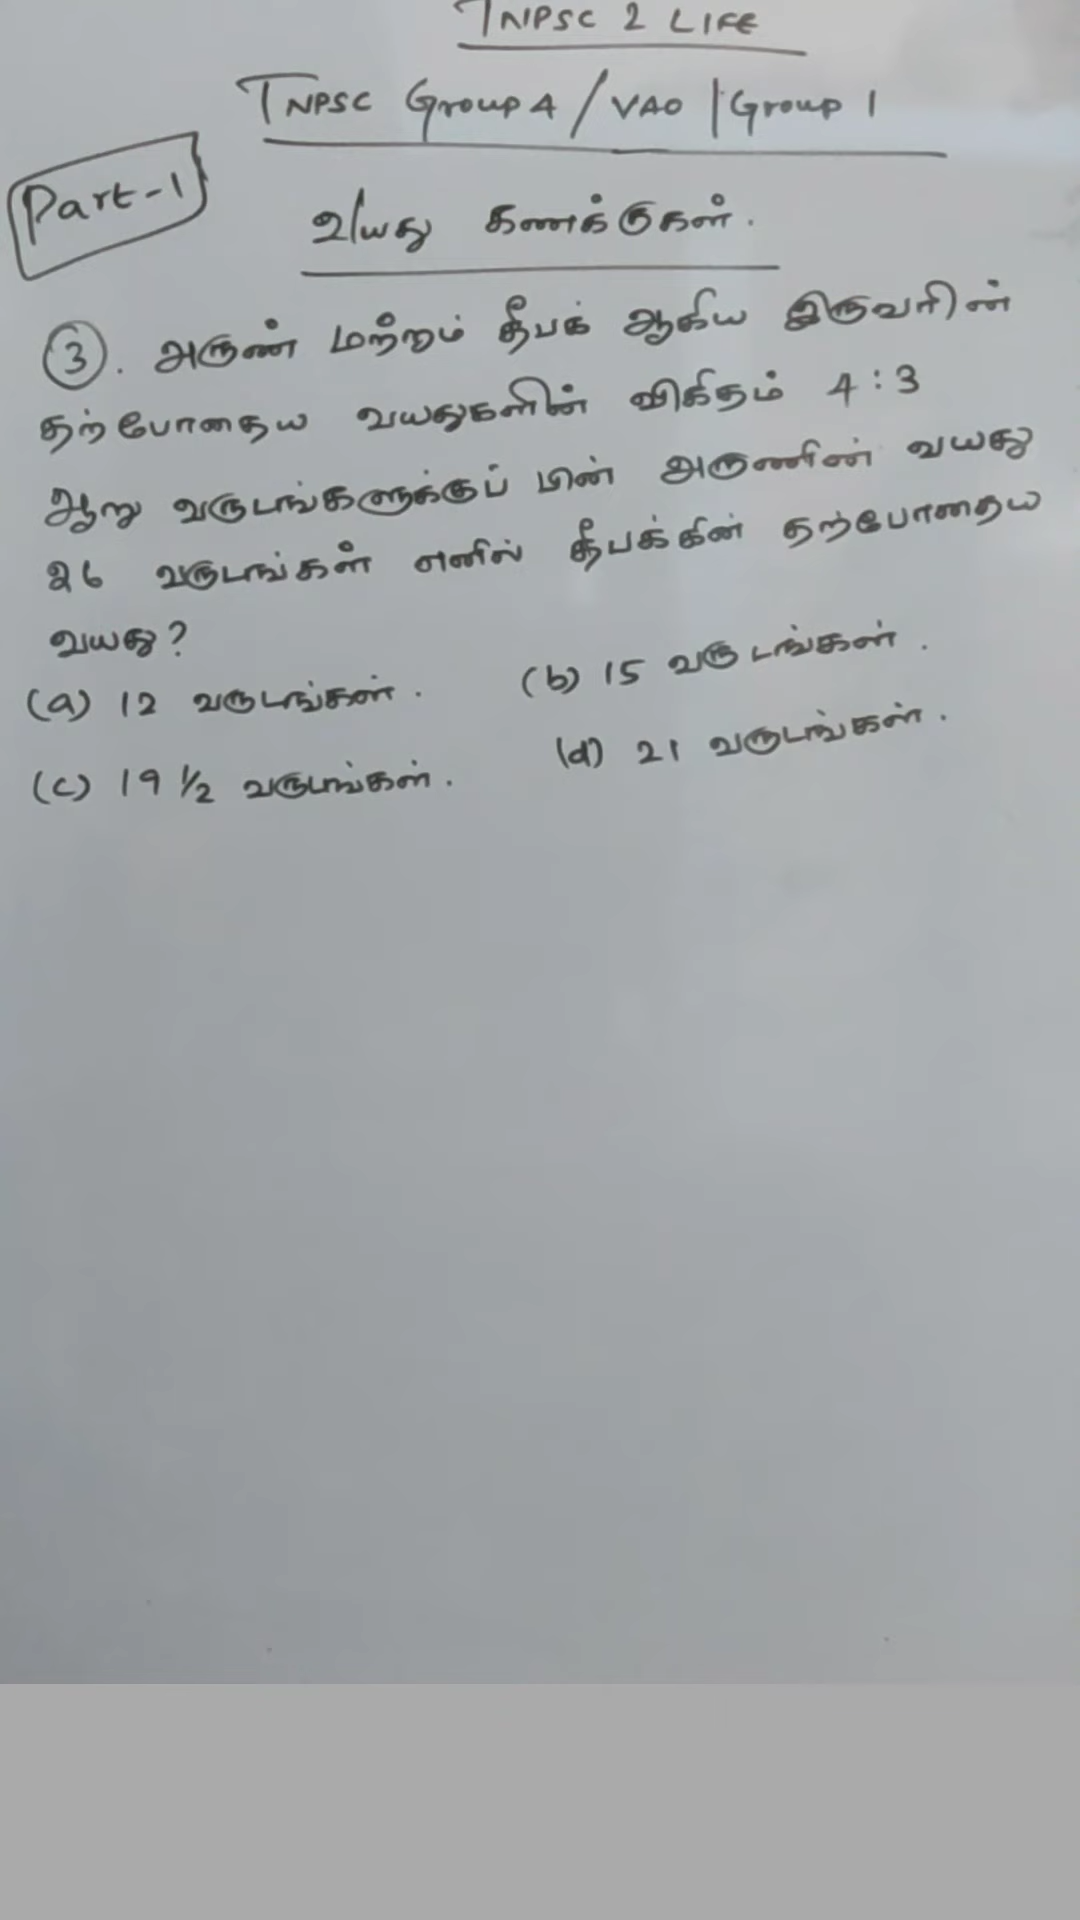 TNPSC 2 LIFE
TNPSC Group 4 / VAO | Group 1
Part-1
வயது கணக்குகள்.
3. அருண் மற்றும் தீபக் ஆகிய இருவரின்
தற்போதைய வயதுகளின் விகிதம் 4:3
ஆறு வருடங்களுக்குப் பின் அருணின் வயது
26 வருடங்கள் எனில் தீபக்கின் தற்போதைய
வயது?
(a) 12 வருடங்கள். (b) 15 வருடங்கள்.
(c) 19 1/2 வருடங்கள். (d) 21 வருடங்கள்.